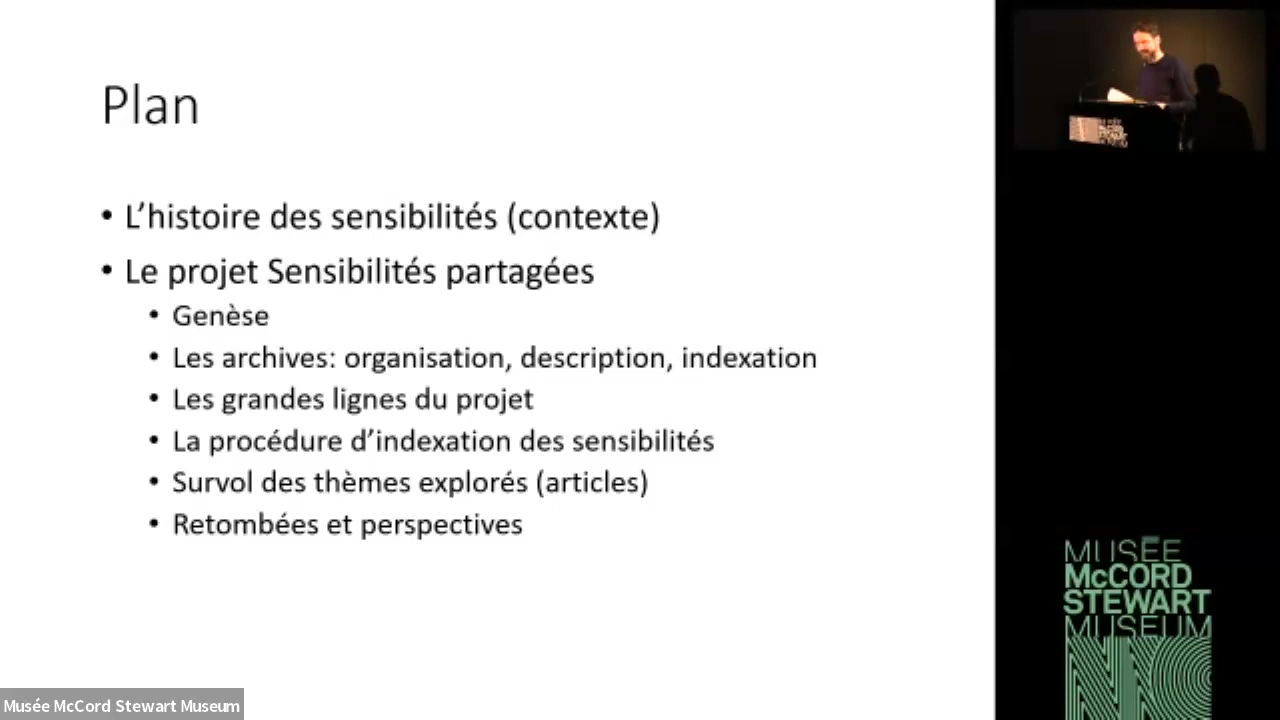 Plan
• L'histoire des sensibilités (contexte)
• Le projet Sensibilités partagées
• Genèse
• Les archives: organisation, description, indexation
• Les grandes lignes du projet
• La procédure d'indexation des sensibilités
• Survol des thèmes explorés (articles)
• Retombées et perspectives
MUSÉE
McCORD
STEWART
MUSEUM
Musée McCord Stewart Museum